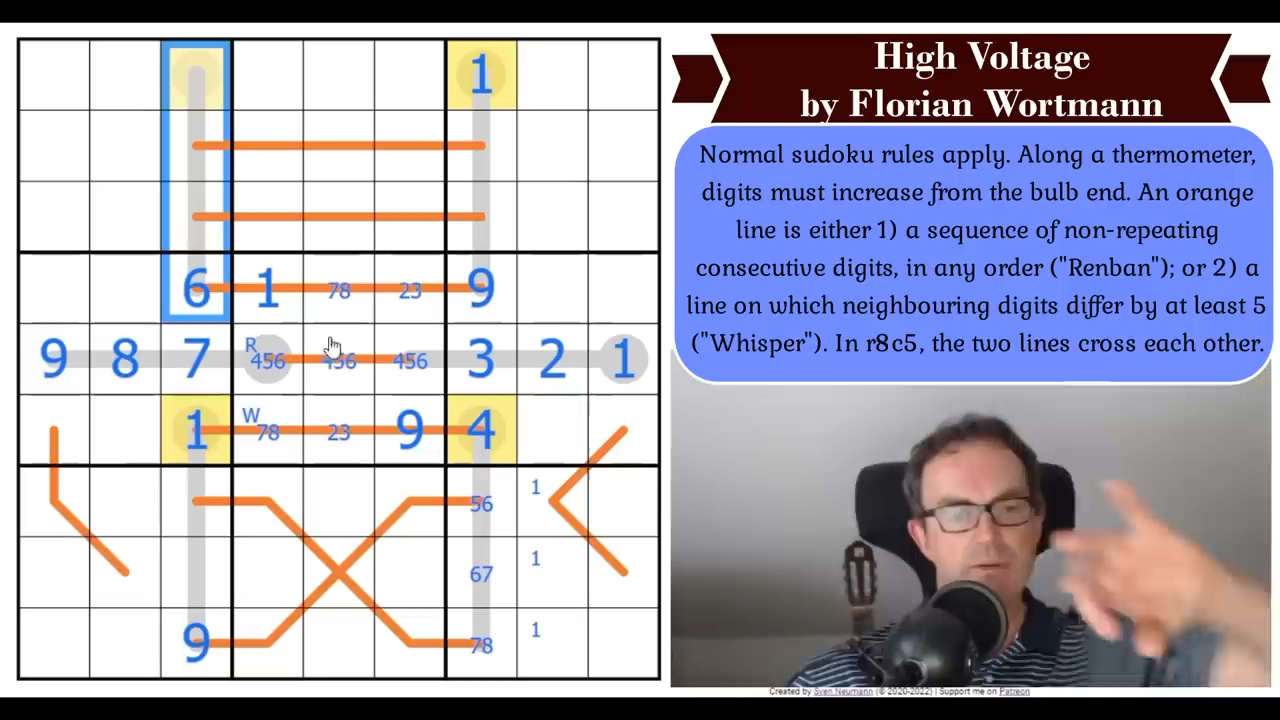 High Voltage
by Florian Wortmann
Normal sudoku rules apply. Along a thermometer,
digits must increase from the bulb end. An orange
line is either 1) a sequence of non-repeating
consecutive digits, in any order ("Renban"); or 2) a
line on which neighbouring digits differ by at least 5
("Whisper"). In r8c5, the two lines cross each other.
1
6 1 78 23 9
9 8 7 R 456 456 456 3 2 1
1 W 78 23 9 4
56 1
67 1
9 78 1
Created by Sven Neumann (© 2020-2022) | Support me on Patreon